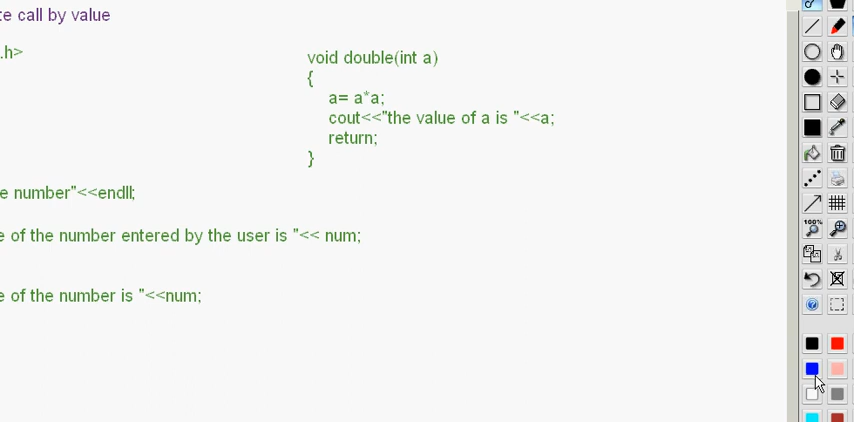 te call by value
.h>
void double(int a)
{
a= a*a;
cout<<"the value of a is "<<a;
return;
}
e number"<<endll;
e of the number entered by the user is "<< num;
e of the number is "<<num;
100%